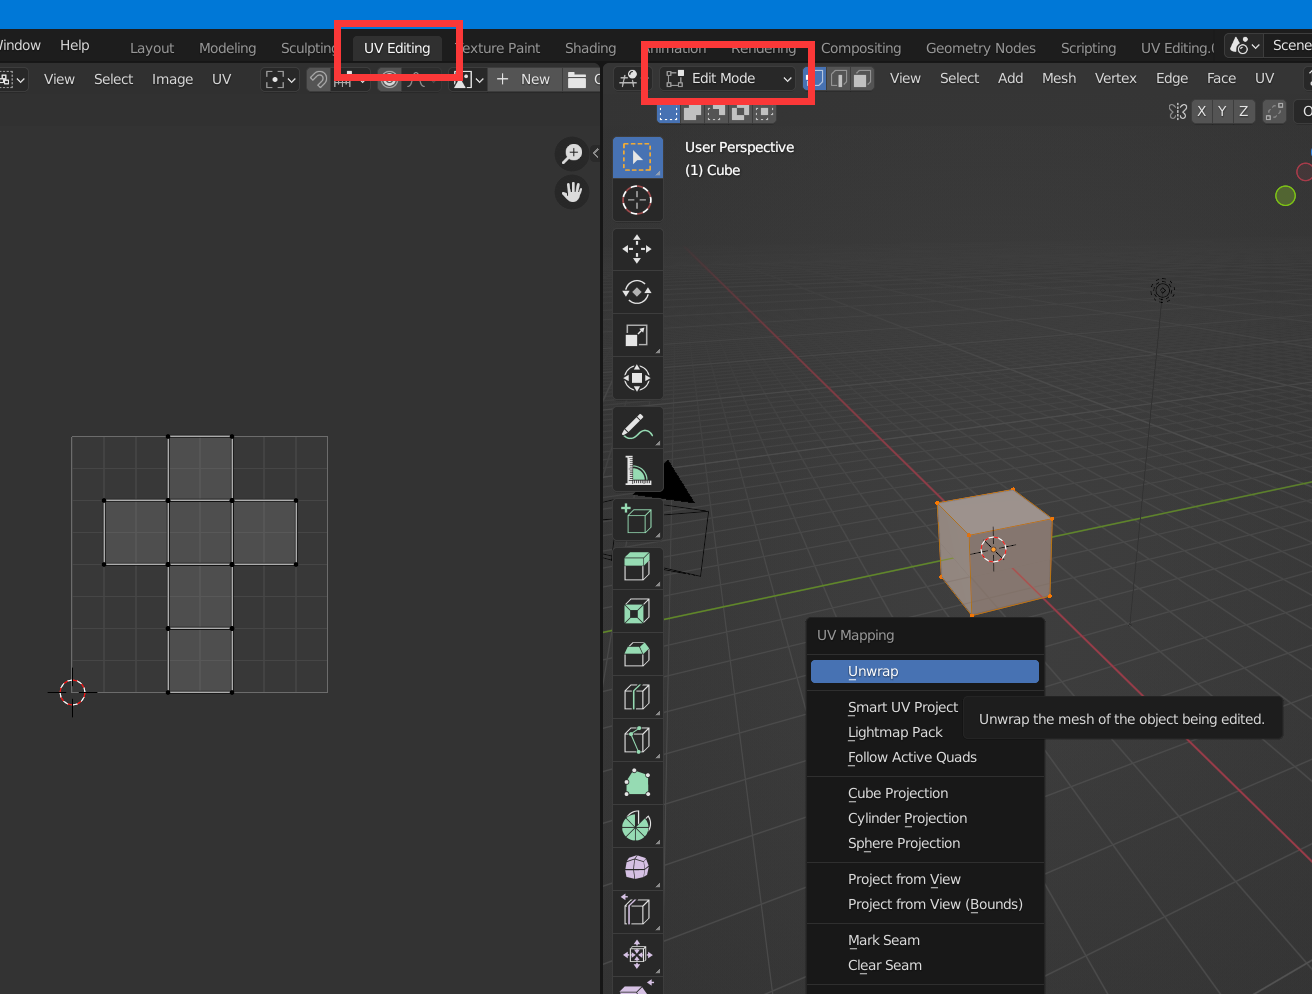 Window Help Layout Modeling Sculpting UV Editing Texture Paint Shading Animation Rendering Compositing Geometry Nodes Scripting UV Editing.( Scene
View Select Image UV New Edit Mode View Select Add Mesh Vertex Edge Face UV
X Y Z
User Perspective
(1) Cube
UV Mapping
Unwrap
Smart UV Project
Unwrap the mesh of the object being edited.
Lightmap Pack
Follow Active Quads
Cube Projection
Cylinder Projection
Sphere Projection
Project from View
Project from View (Bounds)
Mark Seam
Clear Seam